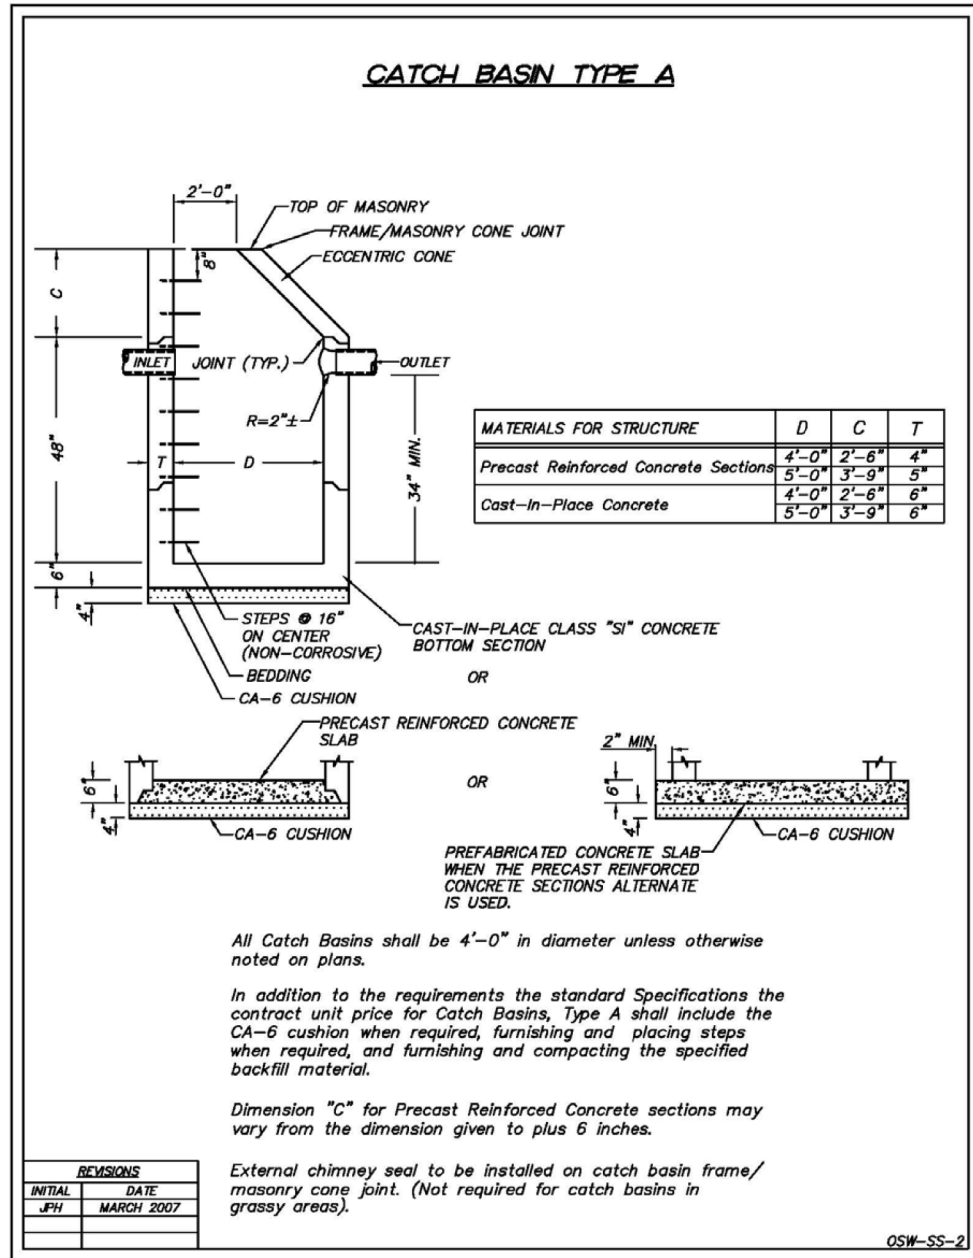 CATCH BASIN TYPE A
2'-0"
TOP OF MASONRY
FRAME/MASONRY CONE JOINT
ECCENTRIC CONE
8"
C
INLET
JOINT (TYP.)
OUTLET
R=2"±
48"
T
D
34" MIN.
6"
4"
MATERIALS FOR STRUCTURE D C T
Precast Reinforced Concrete Sections 4'-0" 2'-6" 4"
5'-0" 3'-9" 5"
Cast-In-Place Concrete 4'-0" 2'-6" 6"
5'-0" 3'-9" 6"
STEPS @ 16"
ON CENTER
(NON-CORROSIVE)
BEDDING
CA-6 CUSHION
CAST-IN-PLACE CLASS "SI" CONCRETE
BOTTOM SECTION
OR
PRECAST REINFORCED CONCRETE
SLAB
6"
4"
CA-6 CUSHION
OR
2" MIN.
6"
4"
CA-6 CUSHION
PREFABRICATED CONCRETE SLAB
WHEN THE PRECAST REINFORCED
CONCRETE SECTIONS ALTERNATE
IS USED.
All Catch Basins shall be 4'-0" in diameter unless otherwise
noted on plans.
In addition to the requirements the standard Specifications the
contract unit price for Catch Basins, Type A shall include the
CA-6 cushion when required, furnishing and placing steps
when required, and furnishing and compacting the specified
backfill material.
Dimension "C" for Precast Reinforced Concrete sections may
vary from the dimension given to plus 6 inches.
External chimney seal to be installed on catch basin frame/
masonry cone joint. (Not required for catch basins in
grassy areas).
REVISIONS
INITIAL DATE
JPH MARCH 2007
OSW-SS-2